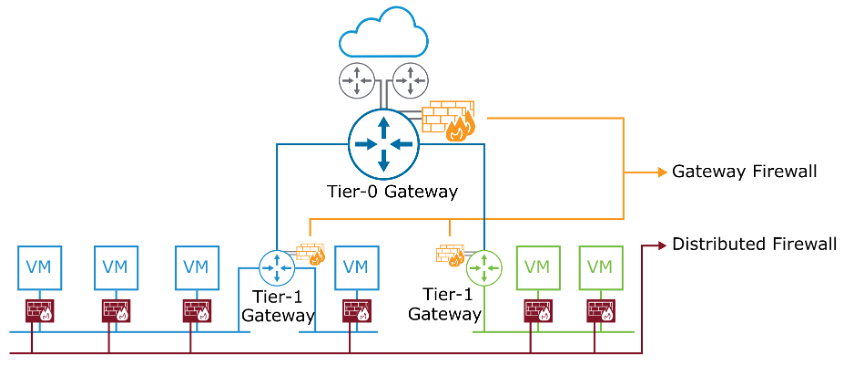 Tier-0 Gateway
Gateway Firewall
Distributed Firewall
VM
VM
VM
VM
VM
VM
Tier-1
Gateway
Tier-1
Gateway